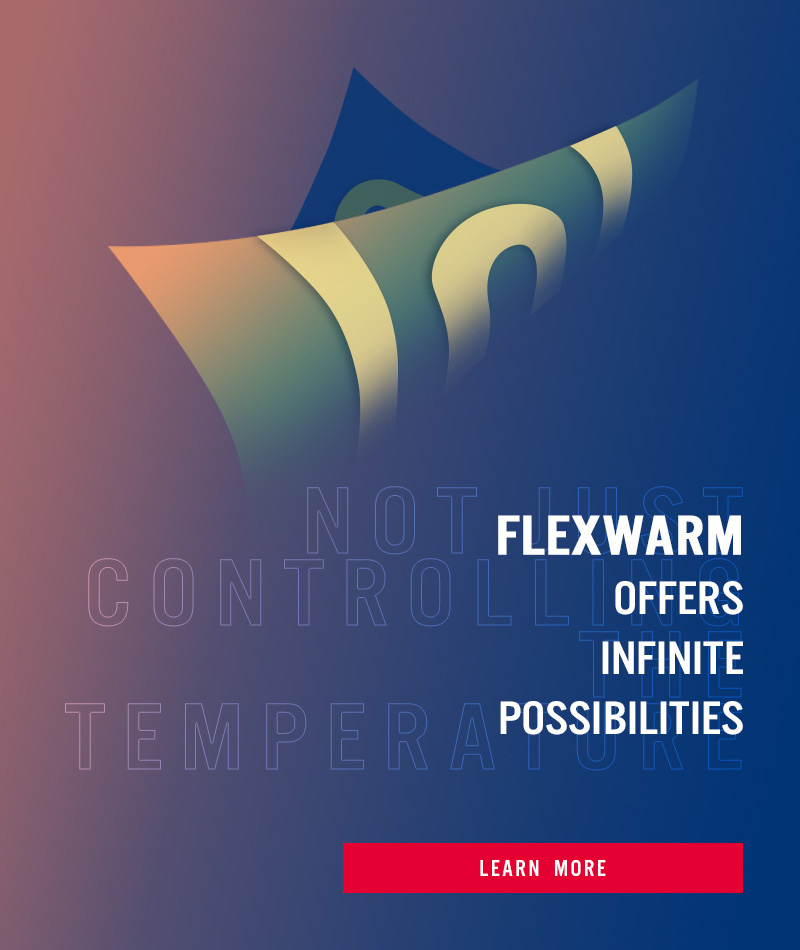 NOT JUST
FLEXWARM
CONTROLLING
OFFERS
THE
INFINITE
TEMPERATURE
POSSIBILITIES
LEARN MORE